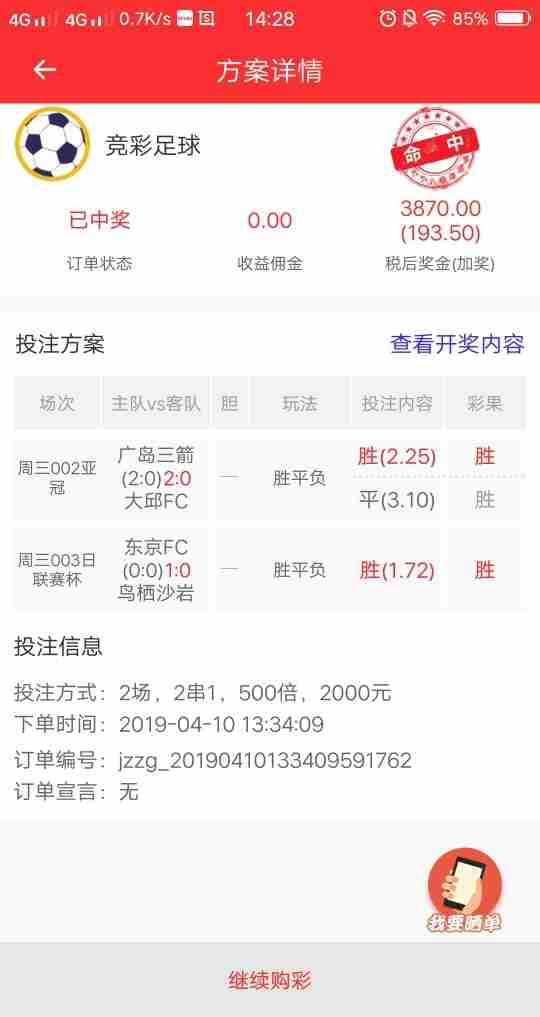 4G 4G 0.7K/s 14:28 85%
方案详情
竞彩足球
命中
已中奖 0.00 3870.00
(193.50)
订单状态 收益佣金 税后奖金(加奖)
投注方案 查看开奖内容
场次 主队vs客队 胆 玩法 投注内容 彩果
周三002亚冠 广岛三箭 (2:0)2:0 大邱FC — 胜平负 胜(2.25) 胜
平(3.10) 胜
周三003日联赛杯 东京FC (0:0)1:0 鸟栖沙岩 — 胜平负 胜(1.72) 胜
投注信息
投注方式：2场，2串1，500倍，2000元
下单时间：2019-04-10 13:34:09
订单编号：jzzg_20190410133409591762
订单宣言：无
我要晒单
继续购彩